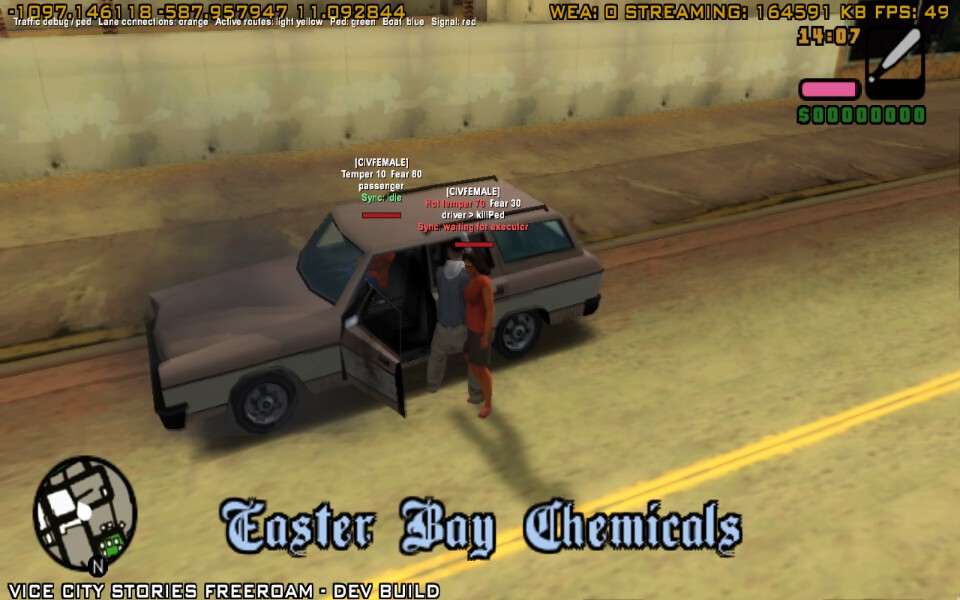 -1097.146118 -587.957947 11.092844
WEA: 0 STREAMING: 164591 KB FPS: 49
Traffic debug / ped Lane connections: orange Active routes: light yellow Ped: green Boat: blue Signal: red
14:07
$00000000
[CIVFEMALE]
Temper 10 Fear 80
passenger
Sync: idle
[CIVFEMALE]
Hot temper 70 Fear 30
driver > killPed
Sync: waiting for executor
N
Easter Bay Chemicals
VICE CITY STORIES FREEROAM - DEV BUILD